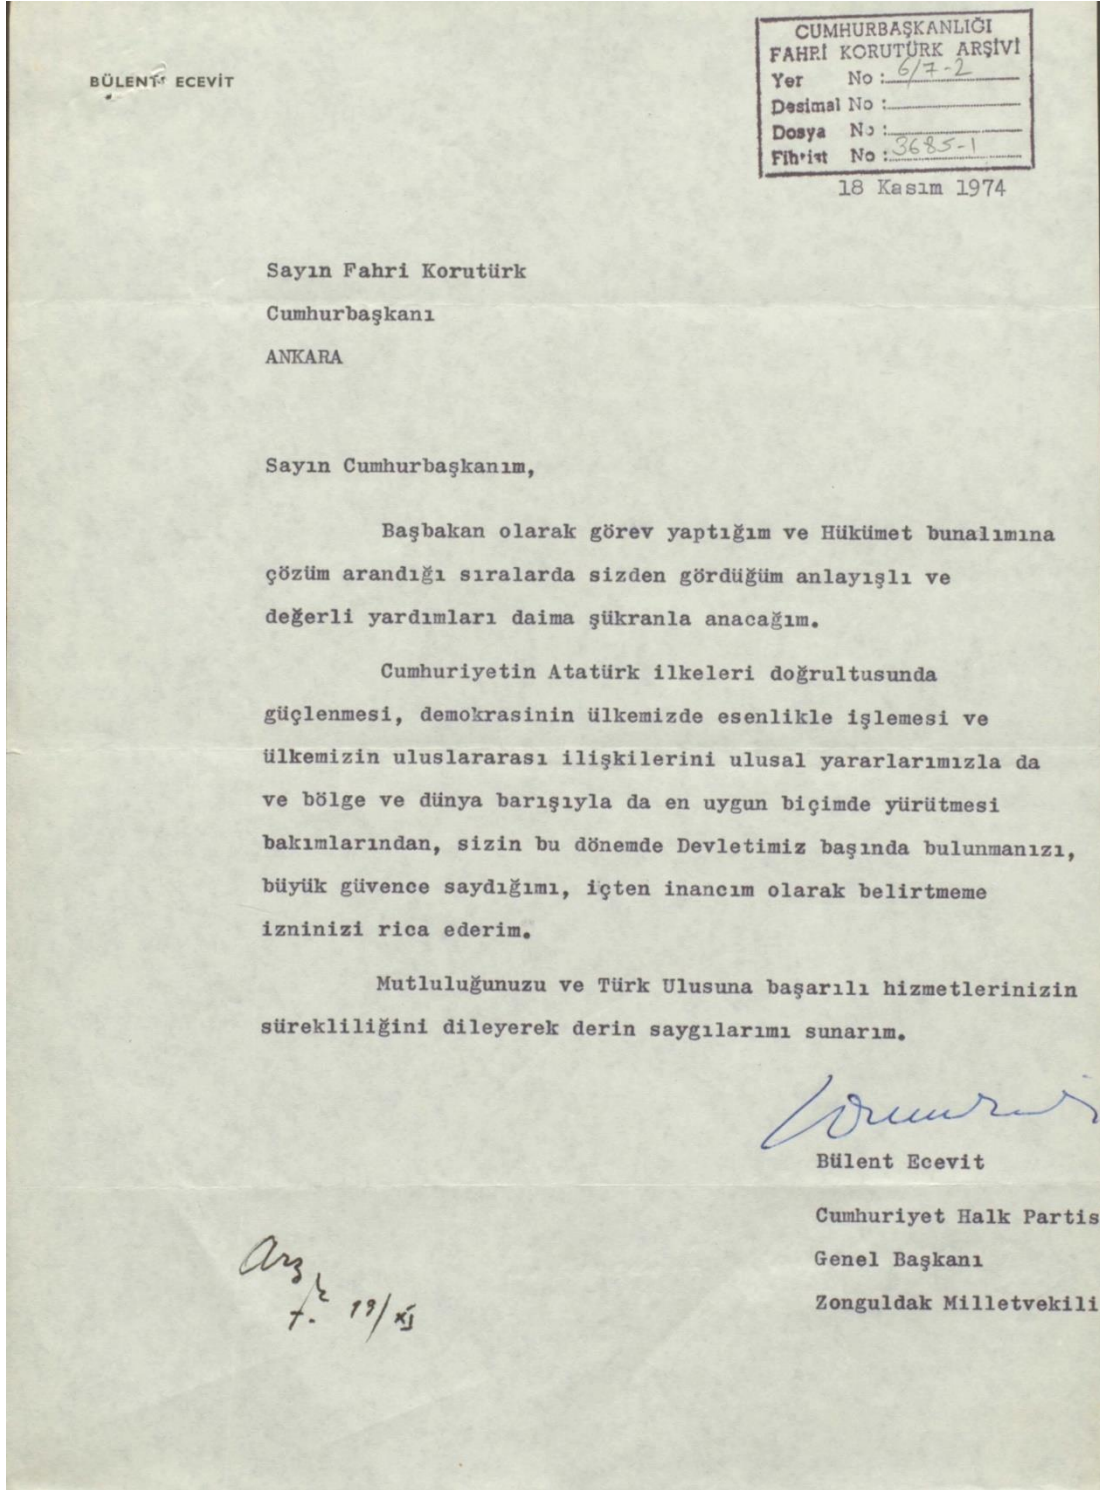 BÜLENT ECEVİT
CUMHURBAŞKANLIĞI
FAHRİ KORUTÜRK ARŞİVİ
Yer No : 6/7-2
Desimal No :
Dosya No :
Fihrist No : 3685-1
18 Kasım 1974
Sayın Fahri Korutürk
Cumhurbaşkanı
ANKARA
Sayın Cumhurbaşkanım,
Başbakan olarak görev yaptığım ve Hükümet bunalımına
çözüm arandığı sıralarda sizden gördüğüm anlayışlı ve
değerli yardımları daima şükranla anacağım.
Cumhuriyetin Atatürk ilkeleri doğrultusunda
güçlenmesi, demokrasinin ülkemizde esenlikle işlemesi ve
ülkemizin uluslararası ilişkilerini ulusal yararlarımızla da
ve bölge ve dünya barışıyla da en uygun biçimde yürütmesi
bakımlarından, sizin bu dönemde Devletimiz başında bulunmanızı,
büyük güvence saydığımı, içten inancım olarak belirtmeme
izninizi rica ederim.
Mutluluğunuzu ve Türk Ulusuna başarılı hizmetlerinizin
sürekliliğini dileyerek derin saygılarımı sunarım.
Bülent Ecevit
Cumhuriyet Halk Partis
Genel Başkanı
Zonguldak Milletvekili
Arz
19/XI